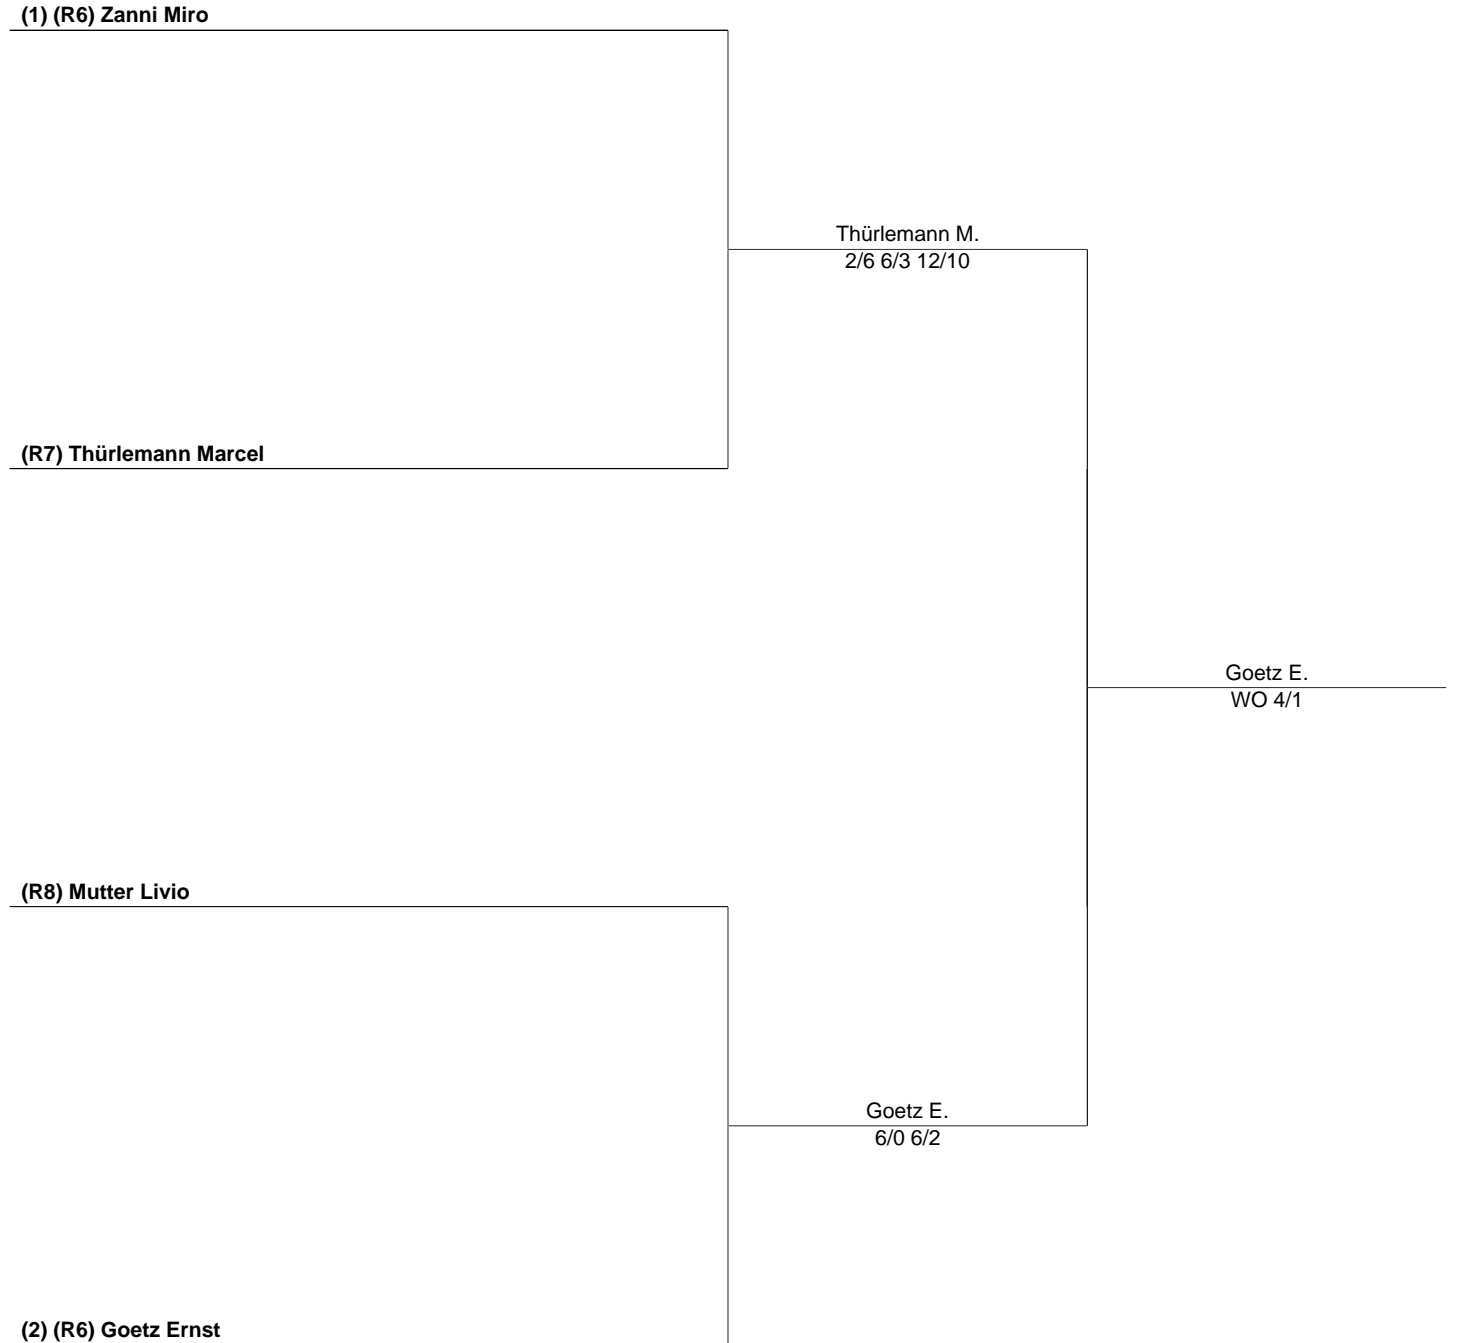 (1) (R6) Zanni Miro
Thürlemann M.
2/6 6/3 12/10
(R7) Thürlemann Marcel
Goetz E.
WO 4/1
(R8) Mutter Livio
Goetz E.
6/0 6/2
(2) (R6) Goetz Ernst